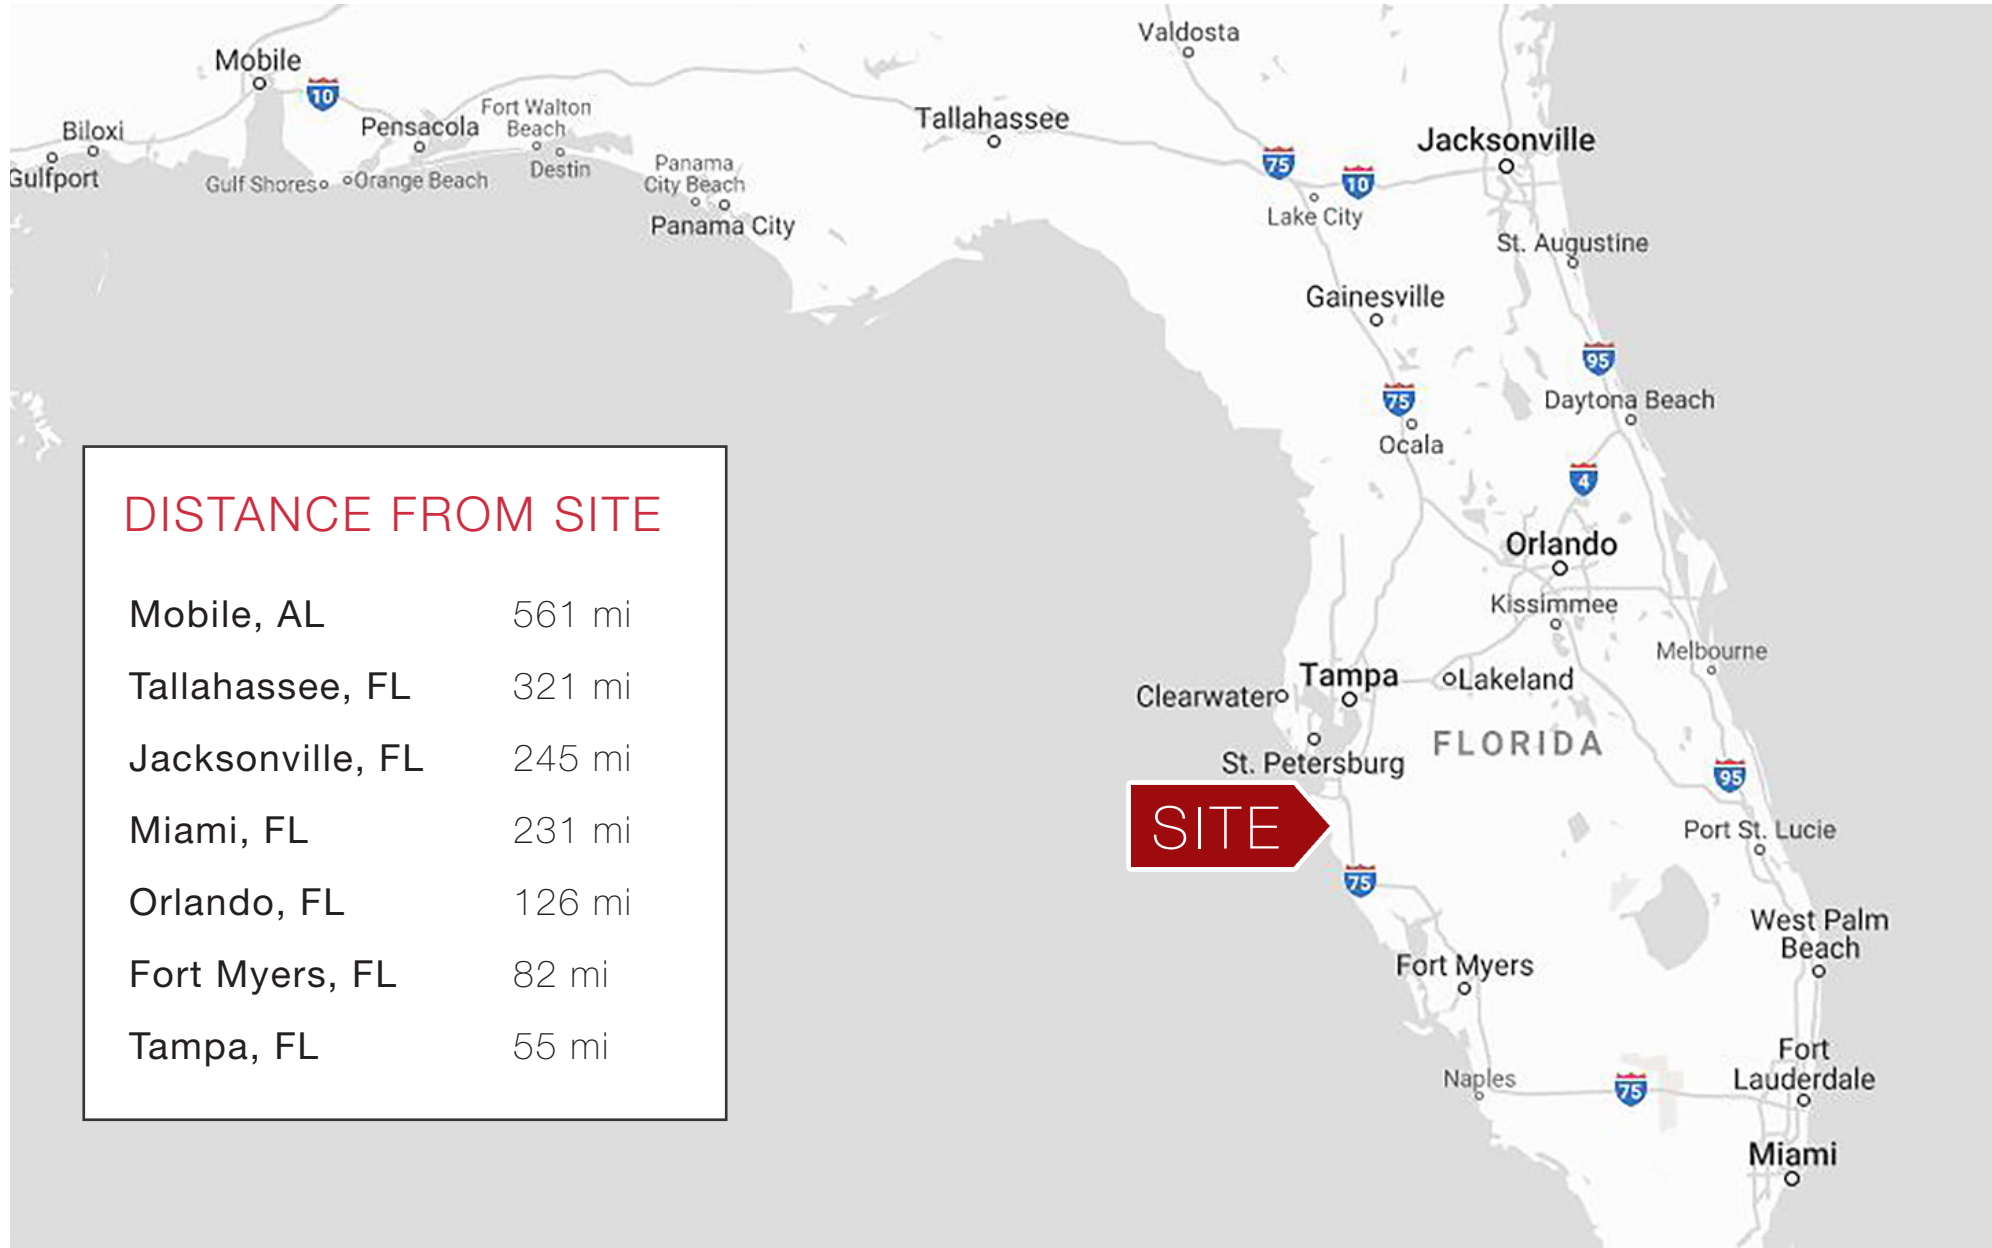 Valdosta
Mobile
10
Fort Walton
Beach
Pensacola
Tallahassee
Biloxi
Jacksonville
75
10
Destin
Gulfport
Gulf Shores
Orange Beach
Panama
City Beach
Panama City
Lake City
St. Augustine
Gainesville
95
75
Daytona Beach
Ocala
4
Orlando
Kissimmee
Melbourne
Tampa
Lakeland
Clearwater
FLORIDA
St. Petersburg
95
SITE
Port St. Lucie
75
West Palm
Beach
Fort Myers
Fort
Lauderdale
Naples
75
Miami
DISTANCE FROM SITE
Mobile, AL 561 mi
Tallahassee, FL 321 mi
Jacksonville, FL 245 mi
Miami, FL 231 mi
Orlando, FL 126 mi
Fort Myers, FL 82 mi
Tampa, FL 55 mi